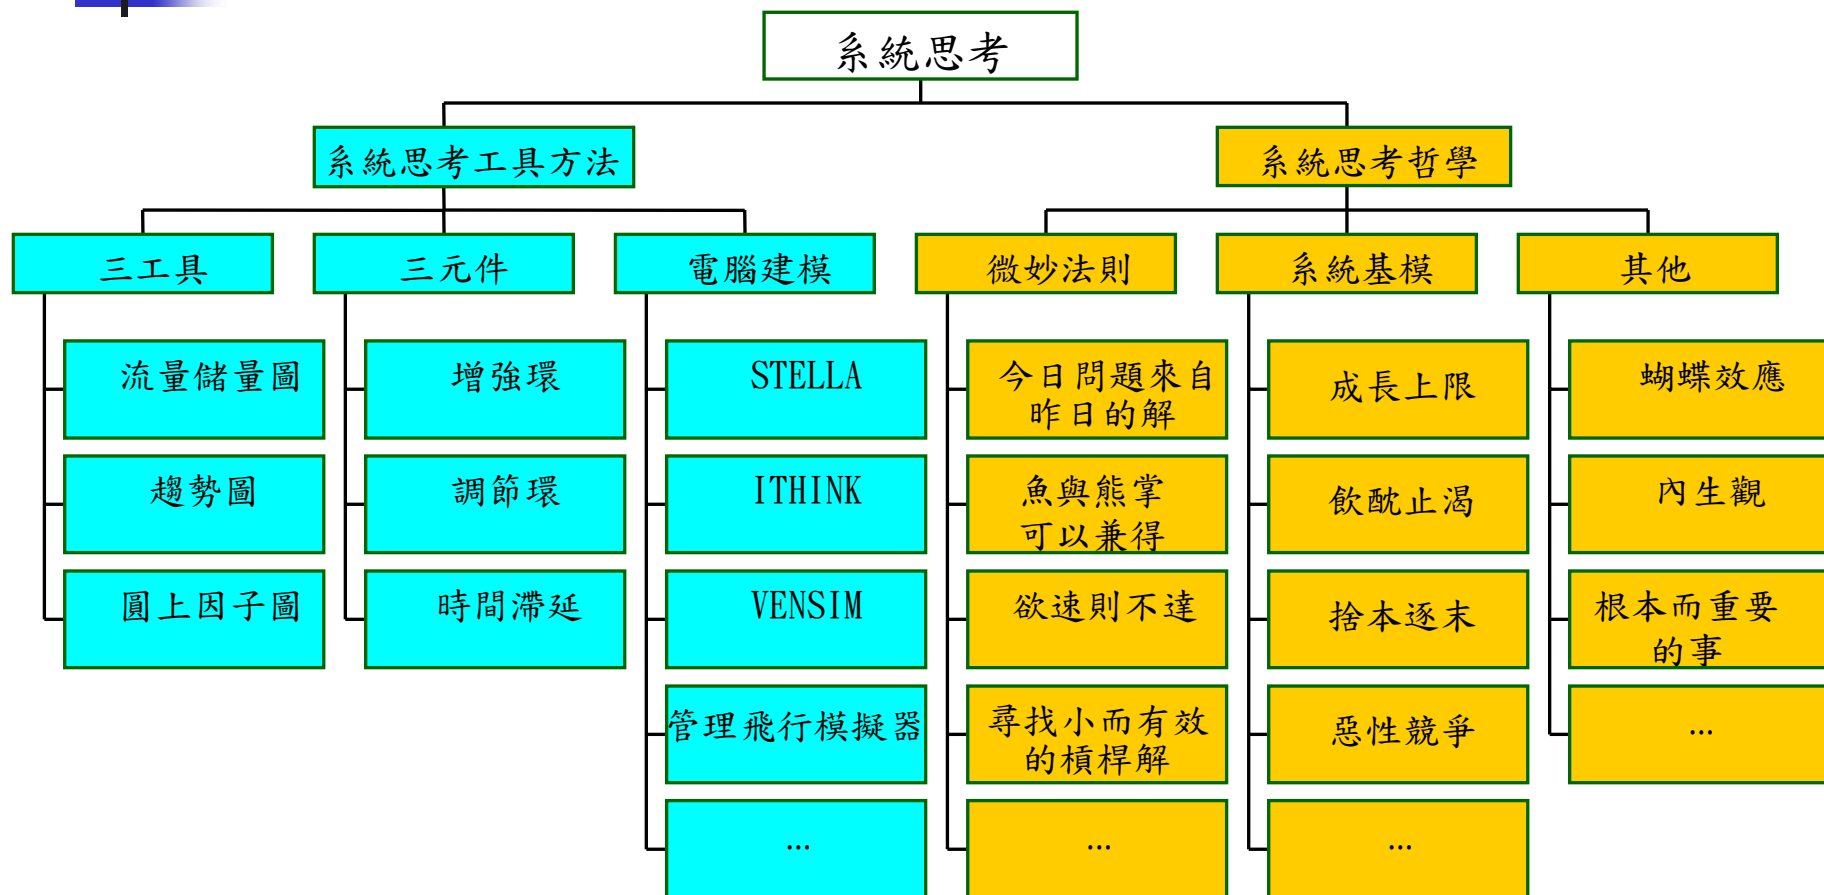 系統思考
系統思考工具方法
系統思考哲學
三工具
三元件
電腦建模
微妙法則
系統基模
其他
流量儲量圖
趨勢圖
圓上因子圖
增強環
調節環
時間滯延
STELLA
ITHINK
VENSIM
管理飛行模擬器
…
今日問題來自
昨日的解
魚與熊掌
可以兼得
欲速則不達
尋找小而有效
的槓桿解
…
成長上限
飲酖止渴
捨本逐末
惡性競爭
…
蝴蝶效應
內生觀
根本而重要
的事
…